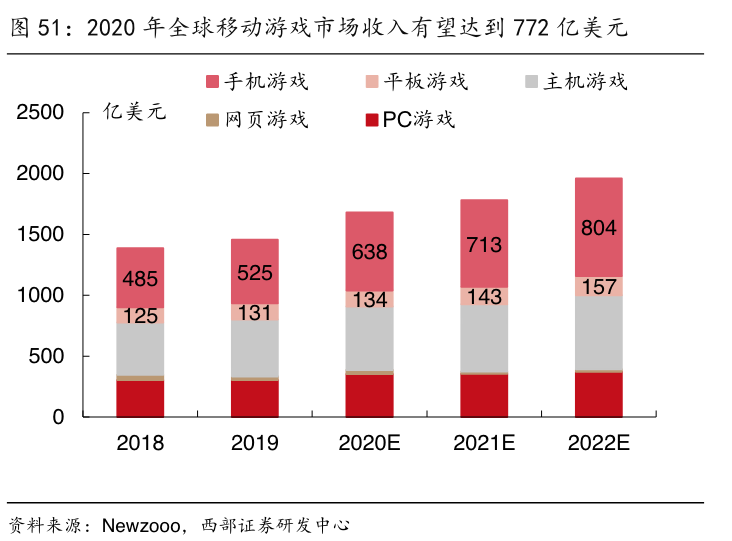 图 51：2020 年全球移动游戏市场收入有望达到 772 亿美元
手机游戏 平板游戏 主机游戏
网页游戏 PC游戏
亿美元
2500
2000
1500
1000
500
0
485 525 638 713 804
125 131 134 143 157
2018 2019 2020E 2021E 2022E
资料来源：Newzooo，西部证券研发中心